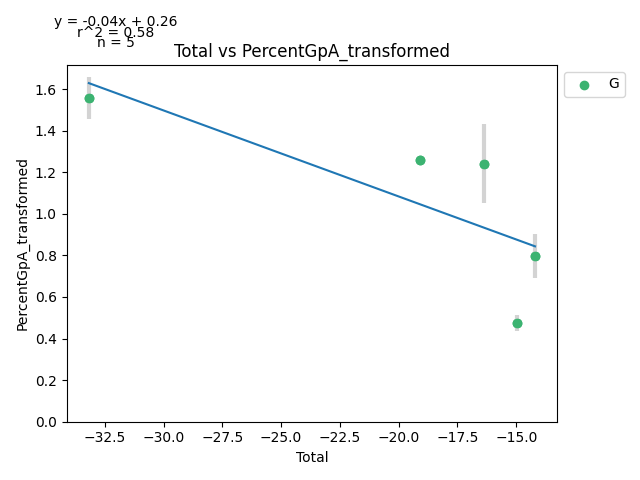 y = -0.04x + 0.26
r^2 = 0.58
n = 5
Total vs PercentGpA_transformed
G
PercentGpA_transformed
1.6
1.4
1.2
1.0
0.8
0.6
0.4
0.2
0.0
−32.5 −30.0 −27.5 −25.0 −22.5 −20.0 −17.5 −15.0
Total